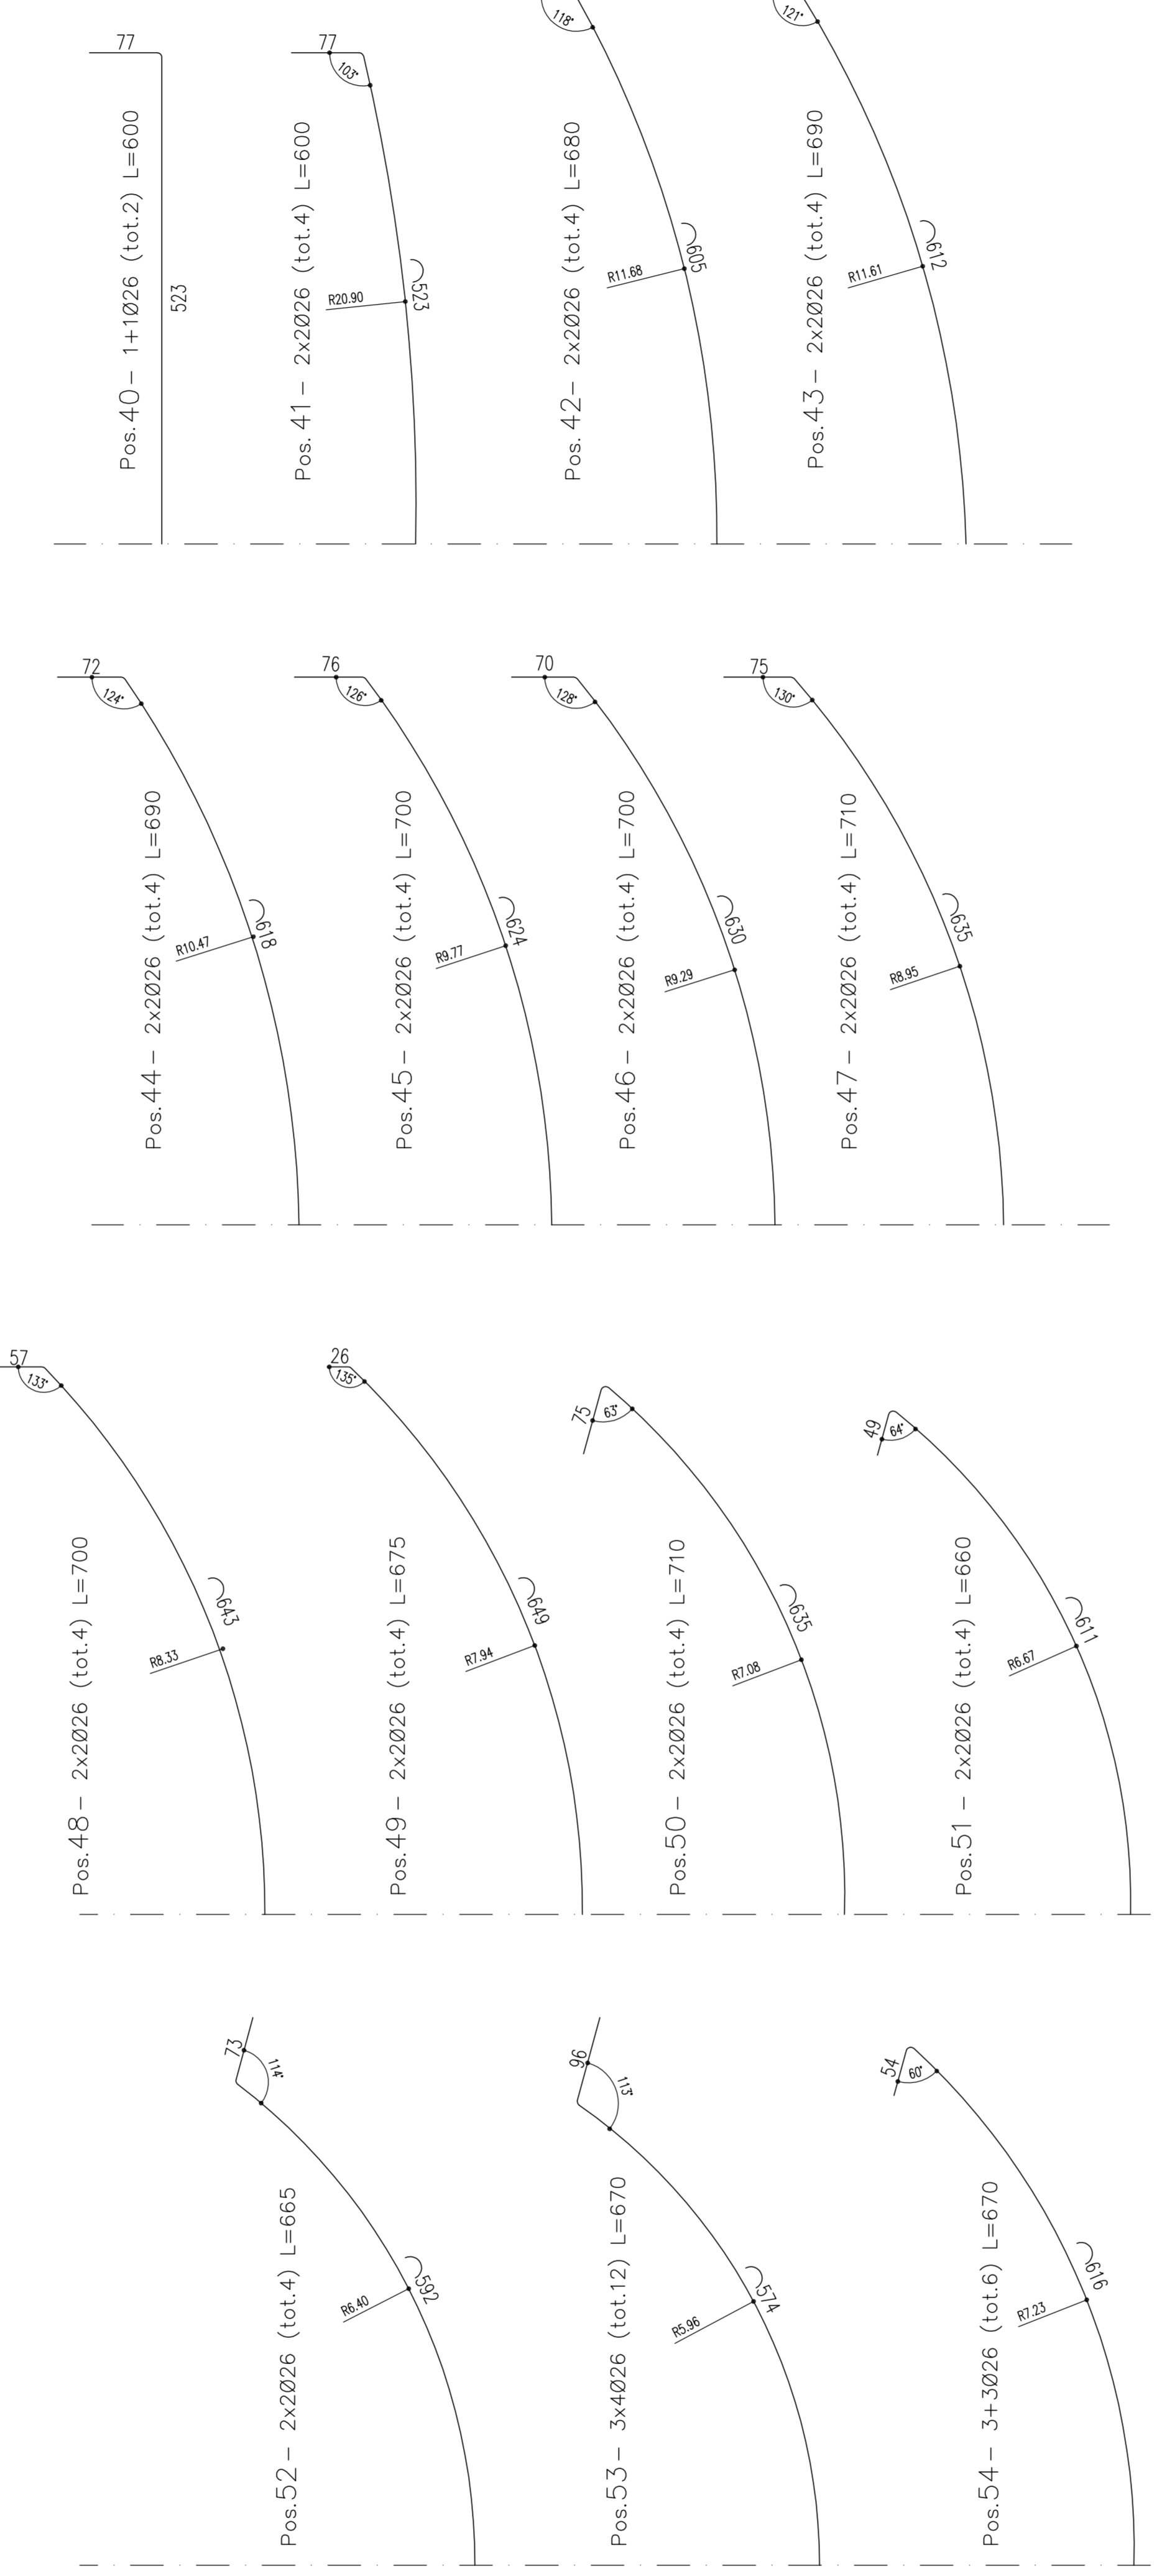 77
Pos.40- 1+1Ø26 (tot.2) L=600
523
77
103°
Pos.41- 2x2Ø26 (tot.4) L=600
R20.90
523
118°
Pos.42- 2x2Ø26 (tot.4) L=680
R11.68
605
121°
Pos.43- 2x2Ø26 (tot.4) L=690
R11.61
612
72
124°
Pos.44- 2x2Ø26 (tot.4) L=690
R10.47
618
76
126°
Pos.45- 2x2Ø26 (tot.4) L=700
R9.77
624
70
128°
Pos.46- 2x2Ø26 (tot.4) L=700
R9.29
630
75
130°
Pos.47- 2x2Ø26 (tot.4) L=710
R8.95
635
57
133°
Pos.48- 2x2Ø26 (tot.4) L=700
R8.33
643
26
135°
Pos.49- 2x2Ø26 (tot.4) L=675
R7.94
649
75
63°
Pos.50- 2x2Ø26 (tot.4) L=710
R7.08
635
49
64°
Pos.51- 2x2Ø26 (tot.4) L=660
R6.67
611
73
114°
Pos.52- 2x2Ø26 (tot.4) L=665
R6.40
592
96
113°
Pos.53- 3x4Ø26 (tot.12) L=670
R5.96
574
54
60°
Pos.54- 3+3Ø26 (tot.6) L=670
R7.23
616